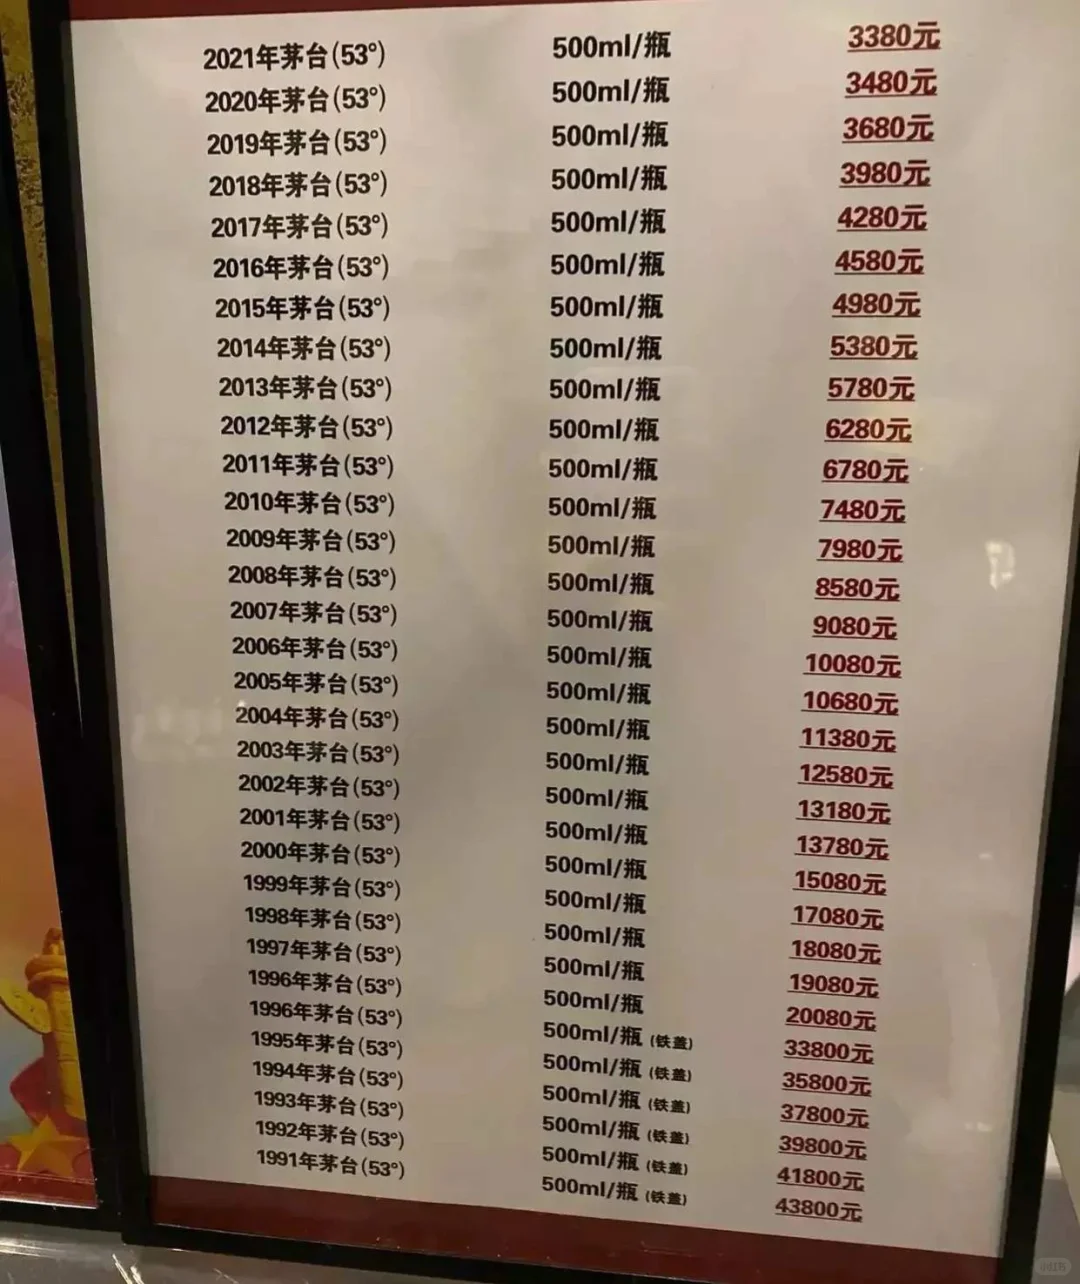 2021年茅台(53°) 500ml/瓶 3380元
2020年茅台(53°) 500ml/瓶 3480元
2019年茅台(53°) 500ml/瓶 3680元
2018年茅台(53°) 500ml/瓶 3980元
2017年茅台(53°) 500ml/瓶 4280元
2016年茅台(53°) 500ml/瓶 4580元
2015年茅台(53°) 500ml/瓶 4980元
2014年茅台(53°) 500ml/瓶 5380元
2013年茅台(53°) 500ml/瓶 5780元
2012年茅台(53°) 500ml/瓶 6280元
2011年茅台(53°) 500ml/瓶 6780元
2010年茅台(53°) 500ml/瓶 7480元
2009年茅台(53°) 500ml/瓶 7980元
2008年茅台(53°) 500ml/瓶 8580元
2007年茅台(53°) 500ml/瓶 9080元
2006年茅台(53°) 500ml/瓶 10080元
2005年茅台(53°) 500ml/瓶 10680元
2004年茅台(53°) 500ml/瓶 11380元
2003年茅台(53°) 500ml/瓶 12580元
2002年茅台(53°) 500ml/瓶 13180元
2001年茅台(53°) 500ml/瓶 13780元
2000年茅台(53°) 500ml/瓶 15080元
1999年茅台(53°) 500ml/瓶 17080元
1998年茅台(53°) 500ml/瓶 18080元
1997年茅台(53°) 500ml/瓶 19080元
1996年茅台(53°) 500ml/瓶 20080元
1996年茅台(53°) 500ml/瓶 (铁盖) 33800元
1995年茅台(53°) 500ml/瓶 (铁盖) 35800元
1994年茅台(53°) 500ml/瓶 (铁盖) 37800元
1993年茅台(53°) 500ml/瓶 (铁盖) 39800元
1992年茅台(53°) 500ml/瓶 (铁盖) 41800元
1991年茅台(53°) 500ml/瓶 (铁盖) 43800元